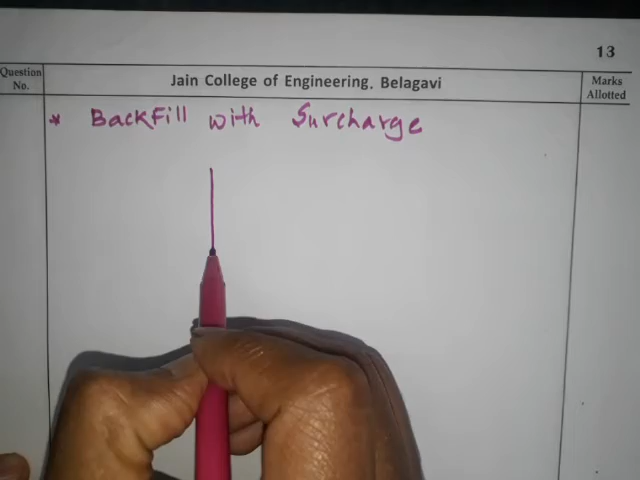 13
Question No.
Jain College of Engineering, Belagavi
Marks Allotted
* BackFill with Surcharge